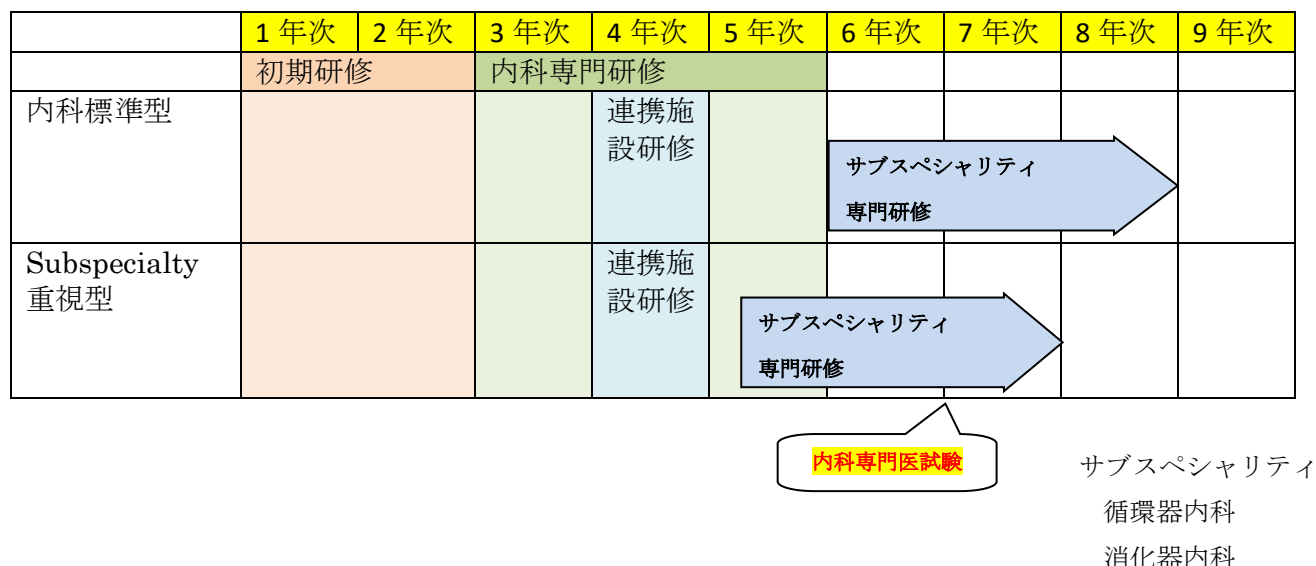 1 年次 2 年次 3 年次 4 年次 5 年次 6 年次 7 年次 8 年次 9 年次
初期研修 内科専門研修
内科標準型
連携施
設研修
サブスペシャリティ
専門研修
Subspecialty
重視型
連携施
設研修
サブスペシャリティ
専門研修
内科専門医試験
サブスペシャリティ
循環器内科
消化器内科